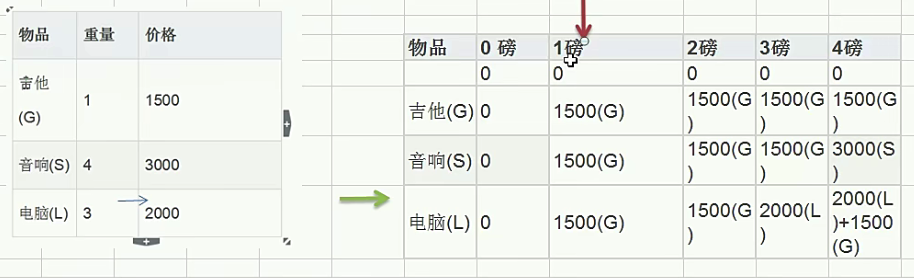 物品 重量 价格
吉他
(G) 1 1500
音响(S) 4 3000
电脑(L) 3 2000
物品 0 磅 1磅 2磅 3磅 4磅
0 0 0 0 0
吉他(G) 0 1500(G) 1500(G) 1500(G) 1500(G)
音响(S) 0 1500(G) 1500(G) 1500(G) 3000(S)
电脑(L) 0 1500(G) 1500(G) 2000(L) 2000(L)+1500(G)